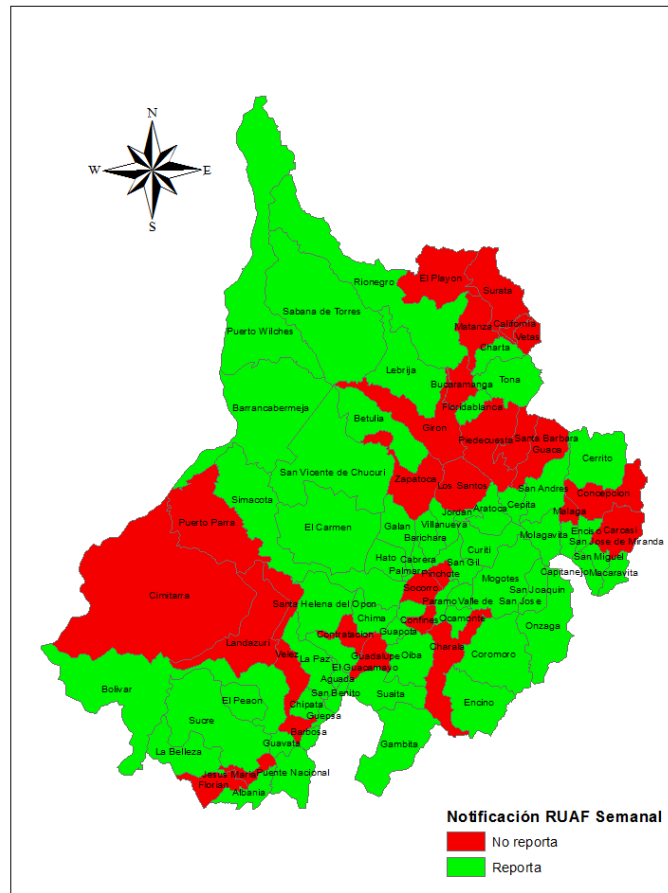 N
W E
S
El Playon
Rionegro
Surata
Sabana de Torres
Matanza
California
Vetas
Puerto Wilches
Charta
Lebrija
Tona
Bucaramanga
Barrancabermeja
Floridablanca
Betulia
Giron
Piedecuesta
Santa Barbara
Guaca
Cerrito
San Vicente de Chucuri
Zapatoca
Los Santos
San Andres
Concepcion
Simacota
Cepita
Aratoca
Jordan
Malaga
Puerto Parra
El Carmen
Galan
Villanueva
Molagavita
Enciso
Carcasi
San Jose de Miranda
Barichara
Curiti
San Miguel
Hato
Cabrera
San Gil
Palmar
Pinchote
Mogotes
Capitanejo
Macaravita
San Joaquin
Cimitarra
Socorro
Santa Helena del Opon
Paramo
Valle de San Jose
Chima
Confines
Ocamonte
Onzaga
Contratacion
Guapota
Landazuri
Velez
La Paz
Guadalupe
Oiba
Charala
Coromoro
El Guacamayo
Aguada
Bolivar
San Benito
Suaita
El Peaon
Chipata
Encino
Guepsa
Sucre
Barbosa
Guavata
Gambita
La Belleza
Jesus Maria
Puente Nacional
Florian
Albania
Notificación RUAF Semanal
No reporta
Reporta